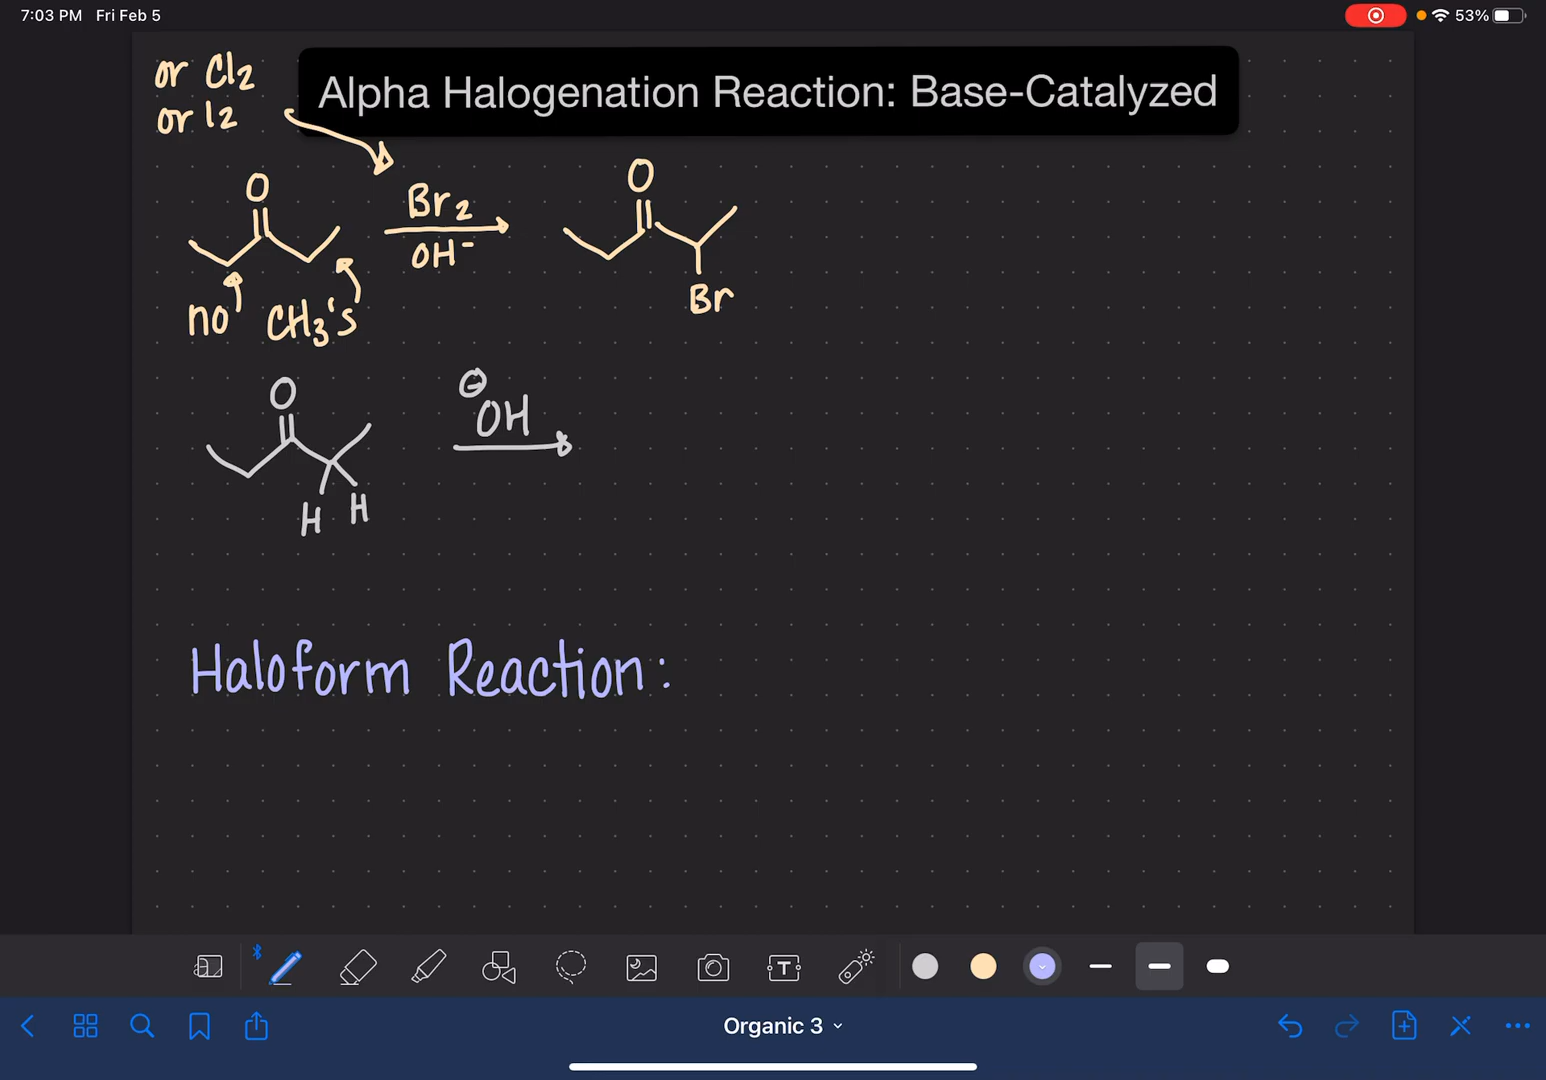 7:03 PM Fri Feb 5
53%
or Cl2
or I2
Alpha Halogenation Reaction: Base-Catalyzed
O
Br2
OH-
O
Br
no CH3's
O
H H
⊖
OH
Haloform Reaction:
T
Organic 3